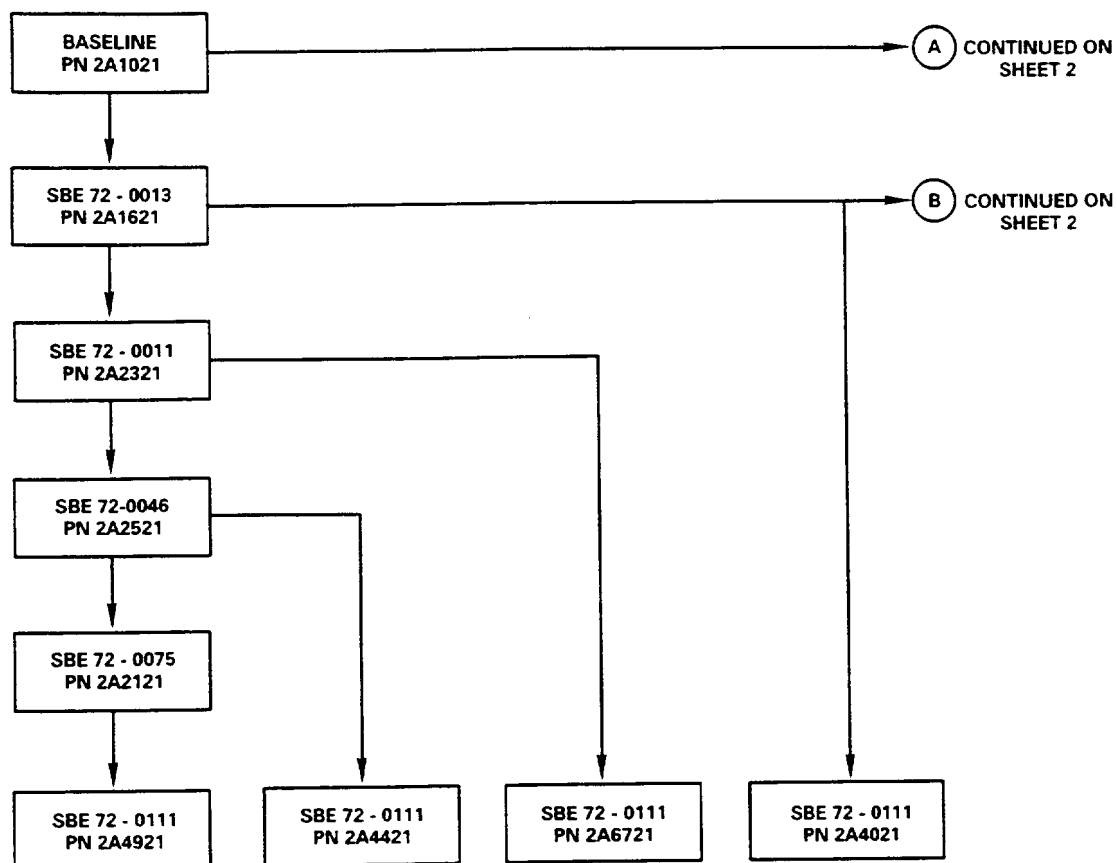 BASELINE
PN 2A1021
A CONTINUED ON
SHEET 2
SBE 72 - 0013
PN 2A1621
B CONTINUED ON
SHEET 2
SBE 72 - 0011
PN 2A2321
SBE 72-0046
PN 2A2521
SBE 72 - 0075
PN 2A2121
SBE 72 - 0111
PN 2A4921
SBE 72 - 0111
PN 2A4421
SBE 72 - 0111
PN 2A6721
SBE 72 - 0111
PN 2A4021